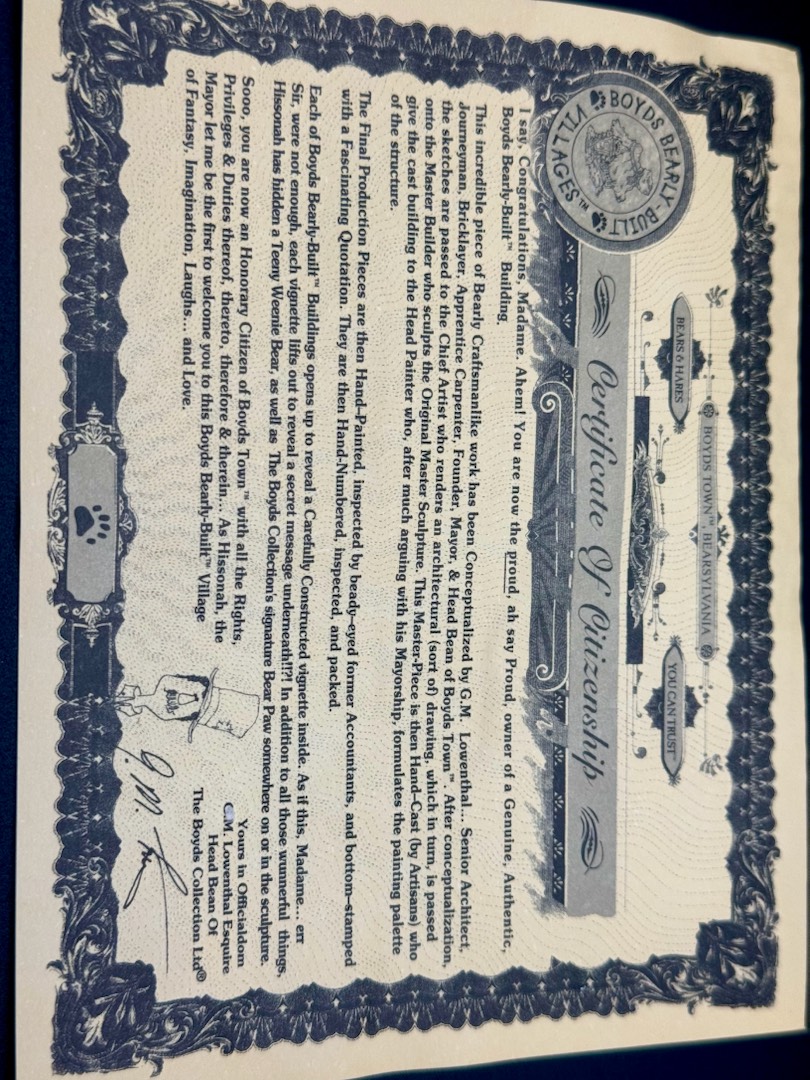 BOYDS TOWN™, BEARSYLVANIA
BEARS & HARES
YOU CAN TRUST™
BOYDS BEARLY-BUILT VILLAGES™
Certificate Of Citizenship
I say, Congratulations, Madame. Ahem! You are now the proud, ah say Proud, owner of a Genuine, Authentic,
Boyds Bearly-Built™ Building.
This incredible piece of Bearly Craftsmanlike work has been Conceptualized by G.M. Lowenthal... Senior Architect,
Journeyman, Bricklayer, Apprentice Carpenter, Founder, Mayor, & Head Bean of Boyds Town™. After conceptualization,
the sketches are passed to the Chief Artist who renders an architectural (sort of) drawing, which in turn, is passed
onto the Master Builder who sculpts the Original Master Sculpture. This Master-Piece is then Hand-Cast (by Artisans) who
give the cast building to the Head Painter who, after much arguing with his Mayorship, formulates the painting palette
of the structure.
The Final Production Pieces are then Hand-Painted, inspected by beady-eyed former Accountants, and bottom-stamped
with a Fascinating Quotation. They are then Hand-Numbered, inspected, and packed.
Each of Boyds Bearly-Built™ Buildings opens up to reveal a Carefully Constructed vignette inside. As if this, Madame... err
Sir, were not enough, each vignette lifts out to reveal a secret message underneath!!?! In addition to all those wunnerful things,
Hissonah has hidden a Teeny Weenie Bear, as well as The Boyds Collection's signature Bear Paw somewhere on or in the sculpture.
Sooo, you are now an Honorary Citizen of Boyds Town™ with all the Rights,
Privileges & Duties thereof, thereto, therefore & therein... As Hissonah, the
Mayor let me be the first to welcome you to this Boyds Bearly-Built™ Village
of Fantasy, Imagination, Laughs... and Love.
Yours in Officialdom
G.M. Lowenthal Esquire
Head Bean Of
The Boyds Collection Ltd®